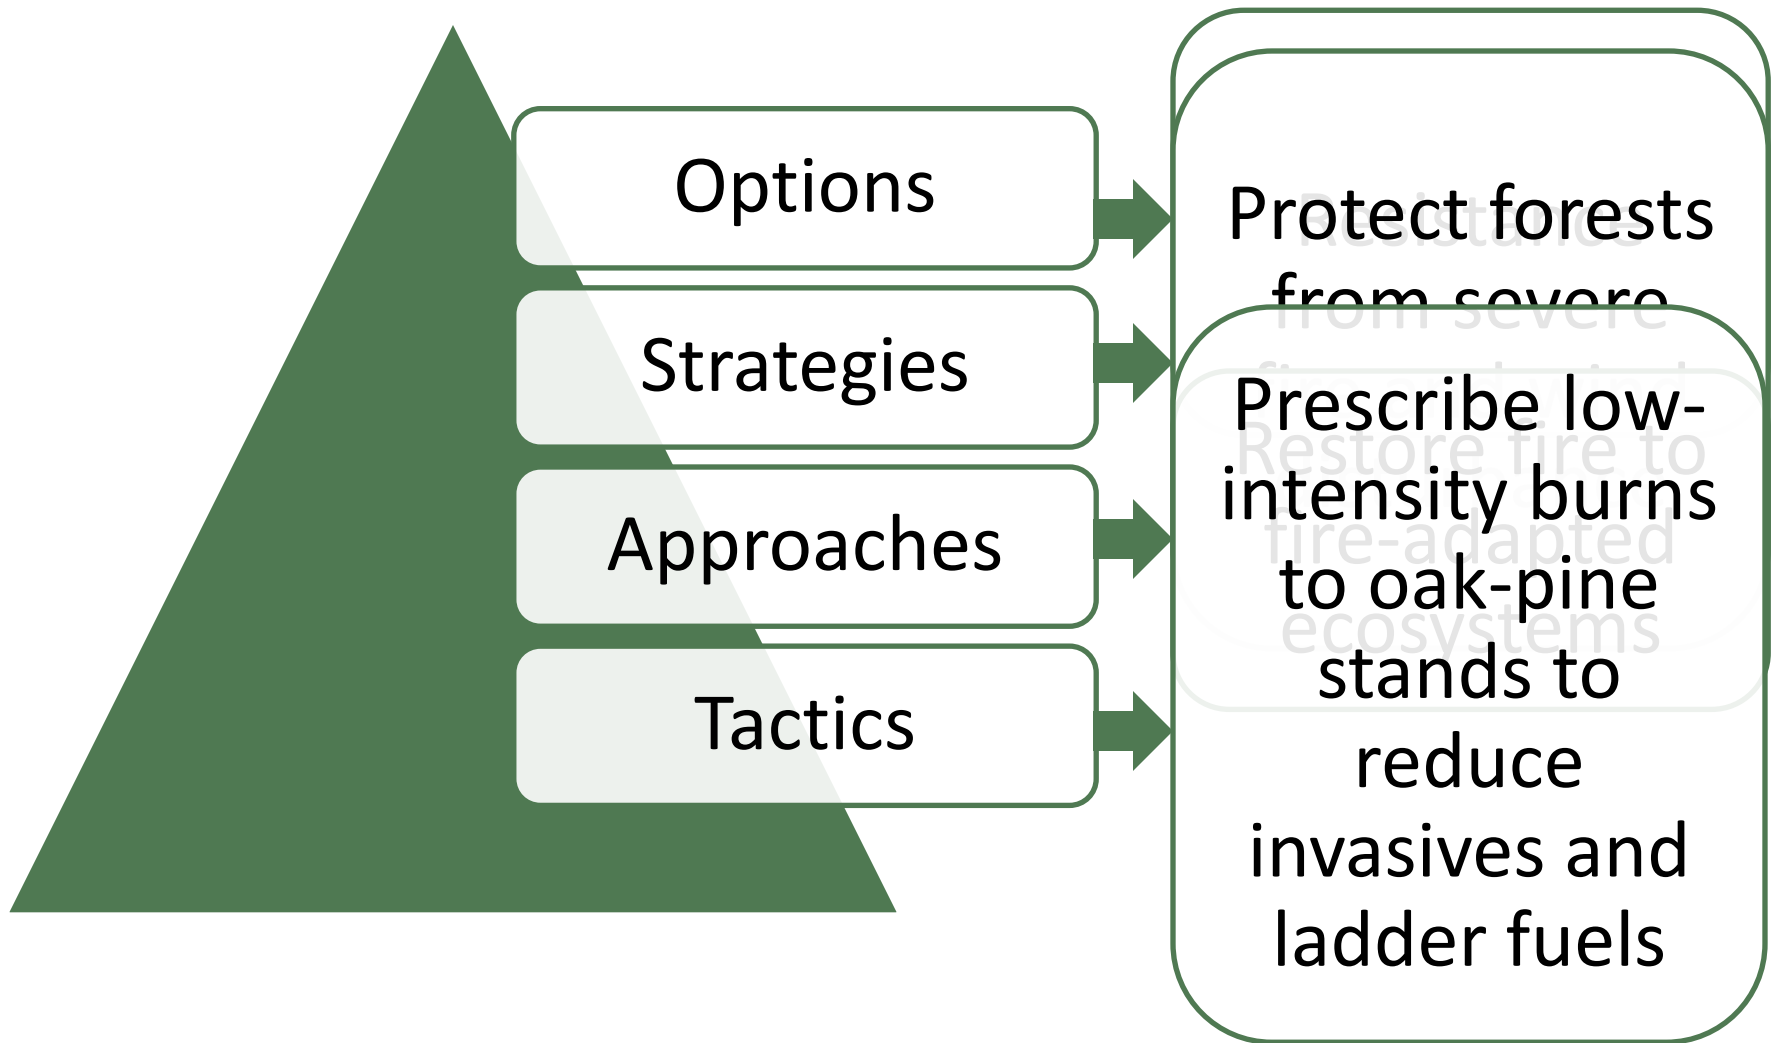 Options
Strategies
Approaches
Tactics
Resistance
Protect forests
from severe
Restore fire to
fire-adapted
ecosystems
Prescribe low-
intensity burns
to oak-pine
stands to
reduce
invasives and
ladder fuels